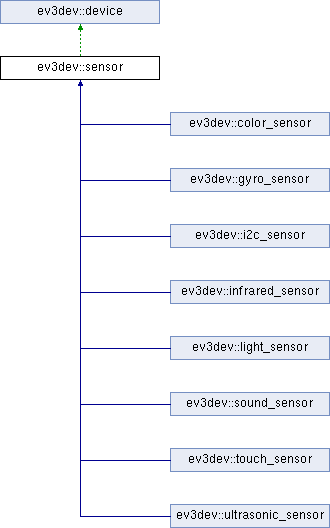 ev3dev::device
ev3dev::sensor
ev3dev::color_sensor
ev3dev::gyro_sensor
ev3dev::i2c_sensor
ev3dev::infrared_sensor
ev3dev::light_sensor
ev3dev::sound_sensor
ev3dev::touch_sensor
ev3dev::ultrasonic_sensor